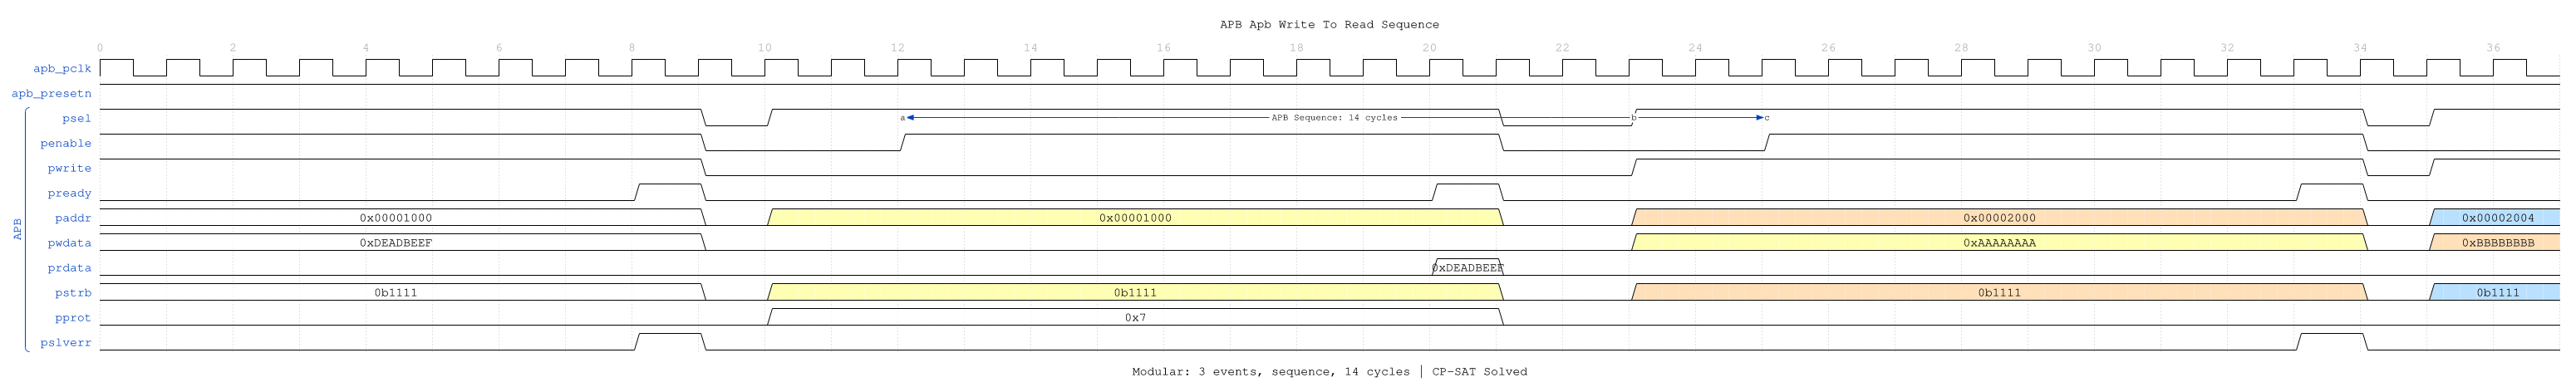 APB Apb Write To Read Sequence
0 2 4 6 8 10 12 14 16 18 20 22 24 26 28 30 32 34 36
apb_pclk
apb_presetn
psel a APB Sequence: 14 cycles b c
penable
pwrite
pready
paddr 0x00001000 0x00001000 0x00002000 0x00002004
pwdata 0xDEADBEEF 0xAAAAAAAA 0xBBBBBBBB
prdata 0xDEADBEEF
pstrb 0b1111 0b1111 0b1111 0b1111
pprot 0x7
pslverr
APB
Modular: 3 events, sequence, 14 cycles | CP-SAT Solved